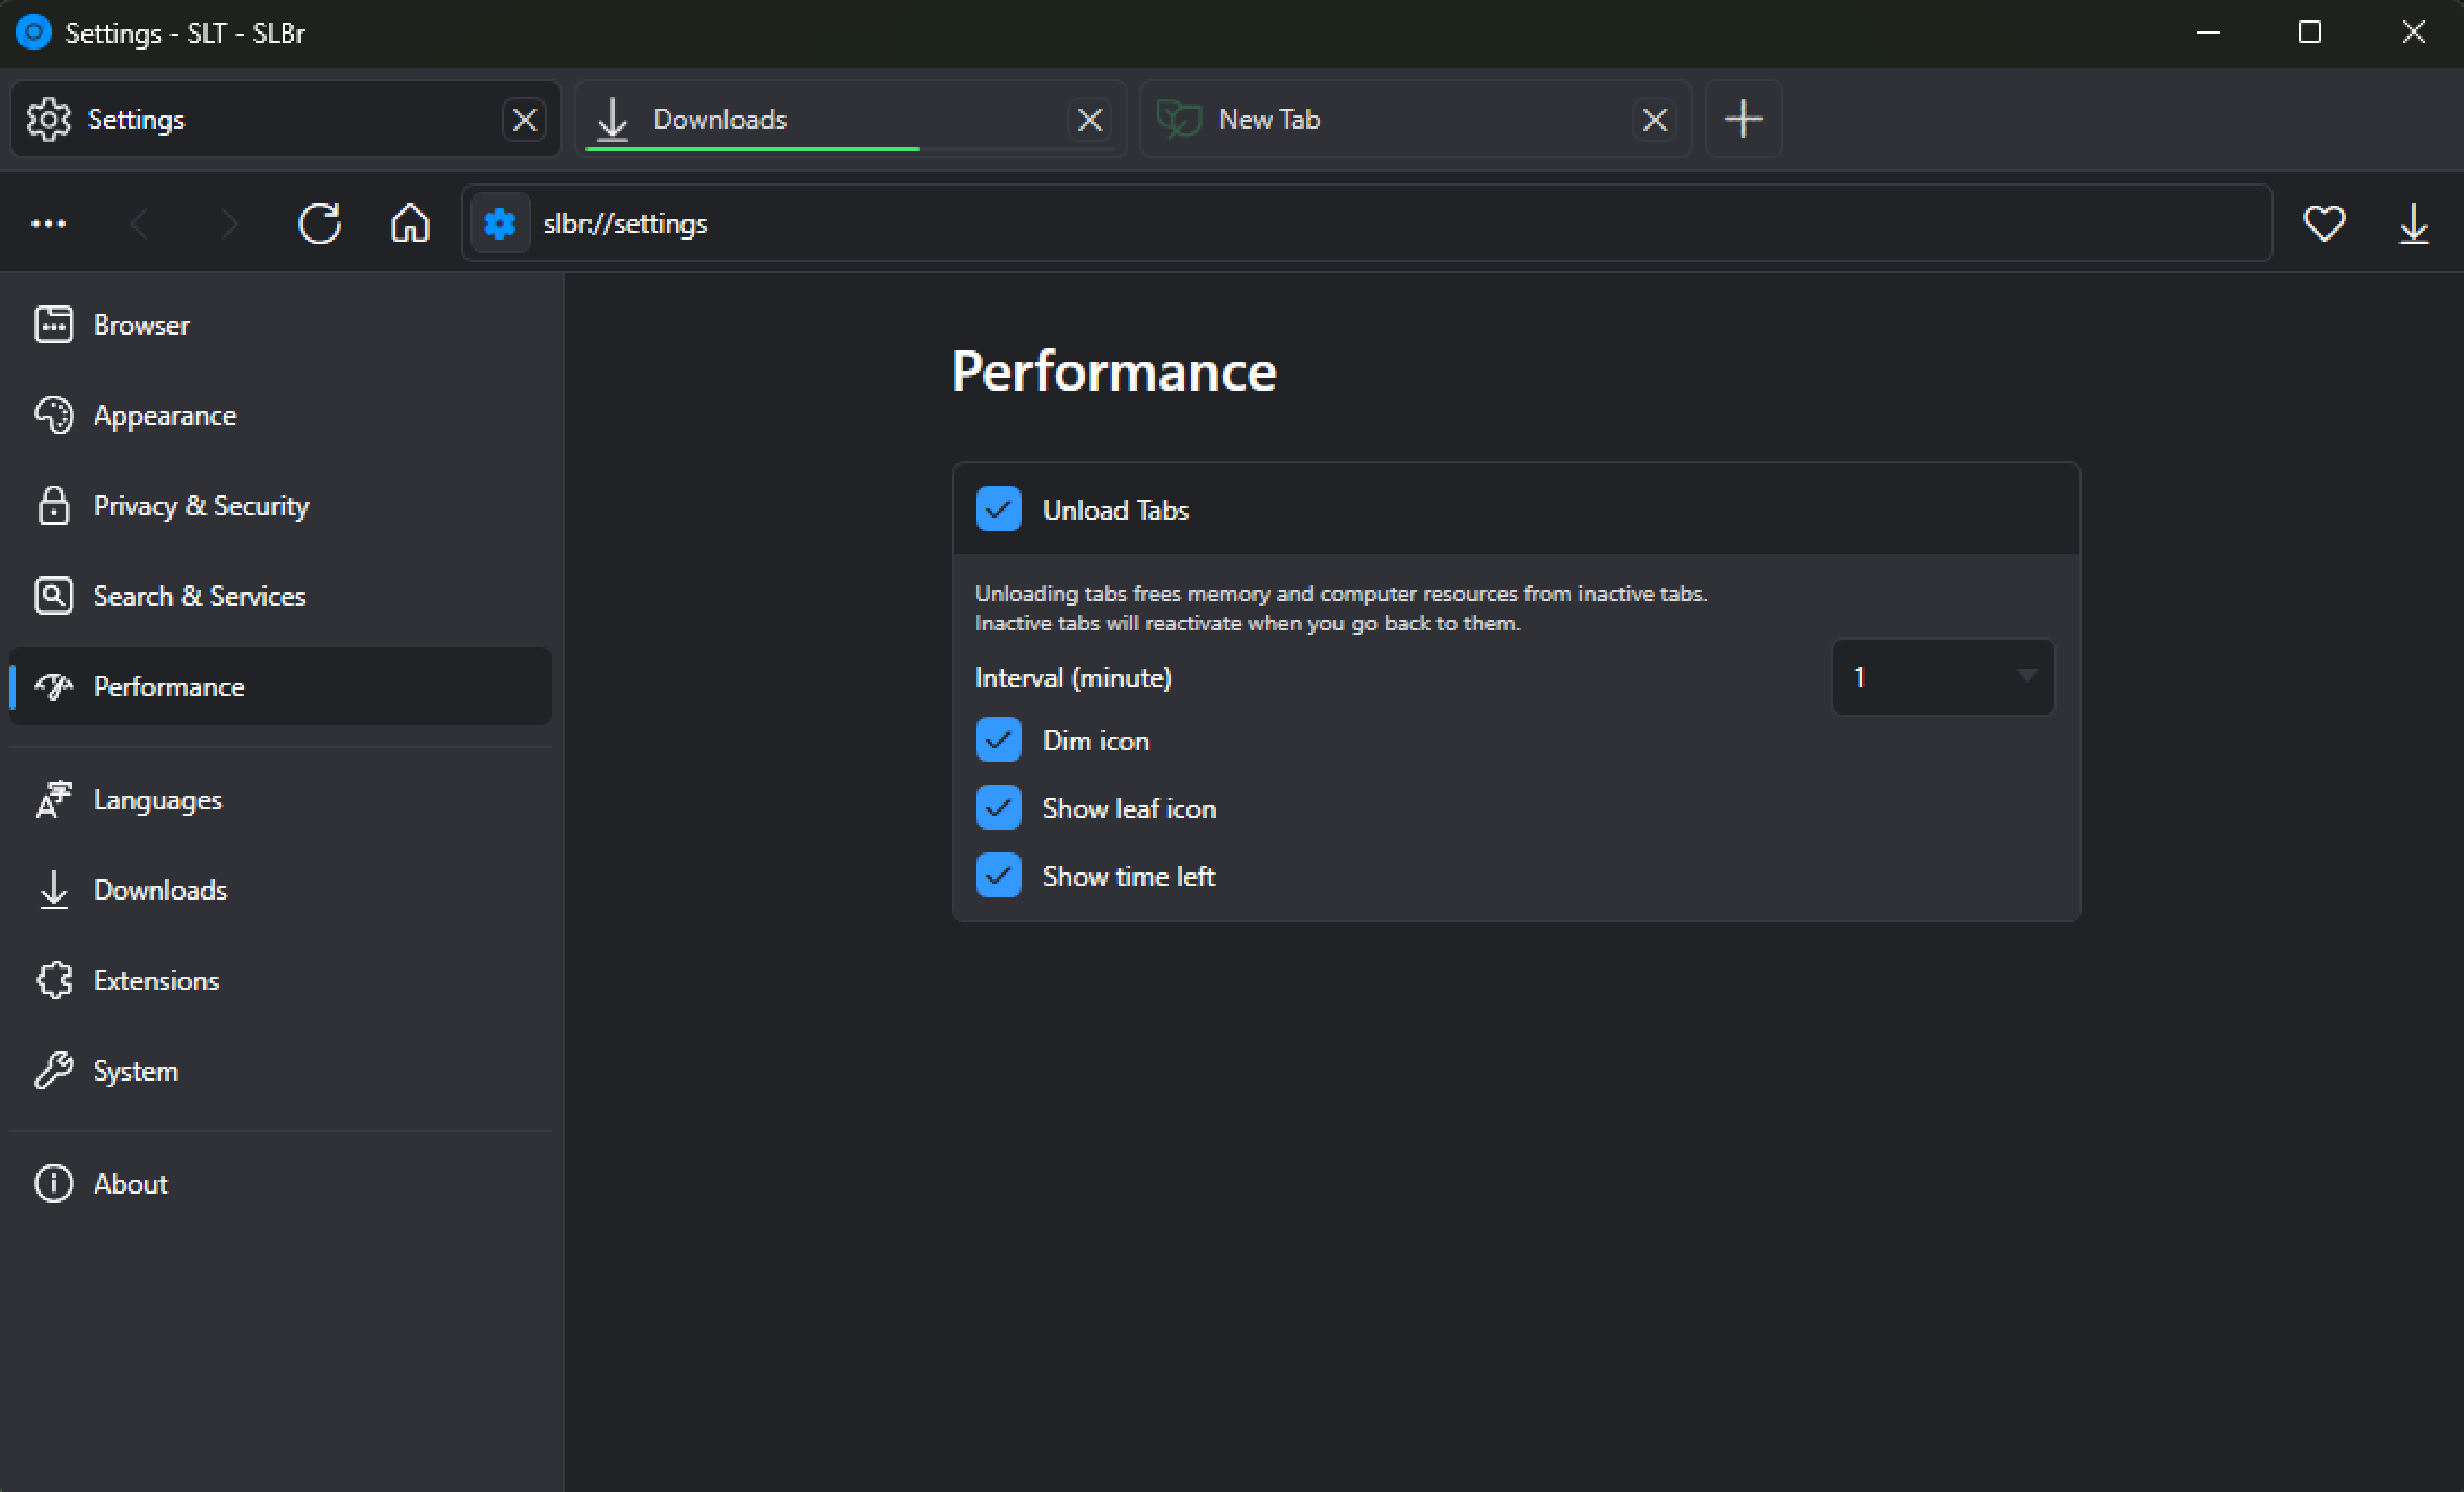 Settings - SLT - SLBr
Settings
Downloads
New Tab
slbr://settings
Browser
Appearance
Privacy & Security
Search & Services
Performance
Languages
Downloads
Extensions
System
About
Performance
Unload Tabs
Unloading tabs frees memory and computer resources from inactive tabs.
Inactive tabs will reactivate when you go back to them.
Interval (minute)
1
Dim icon
Show leaf icon
Show time left